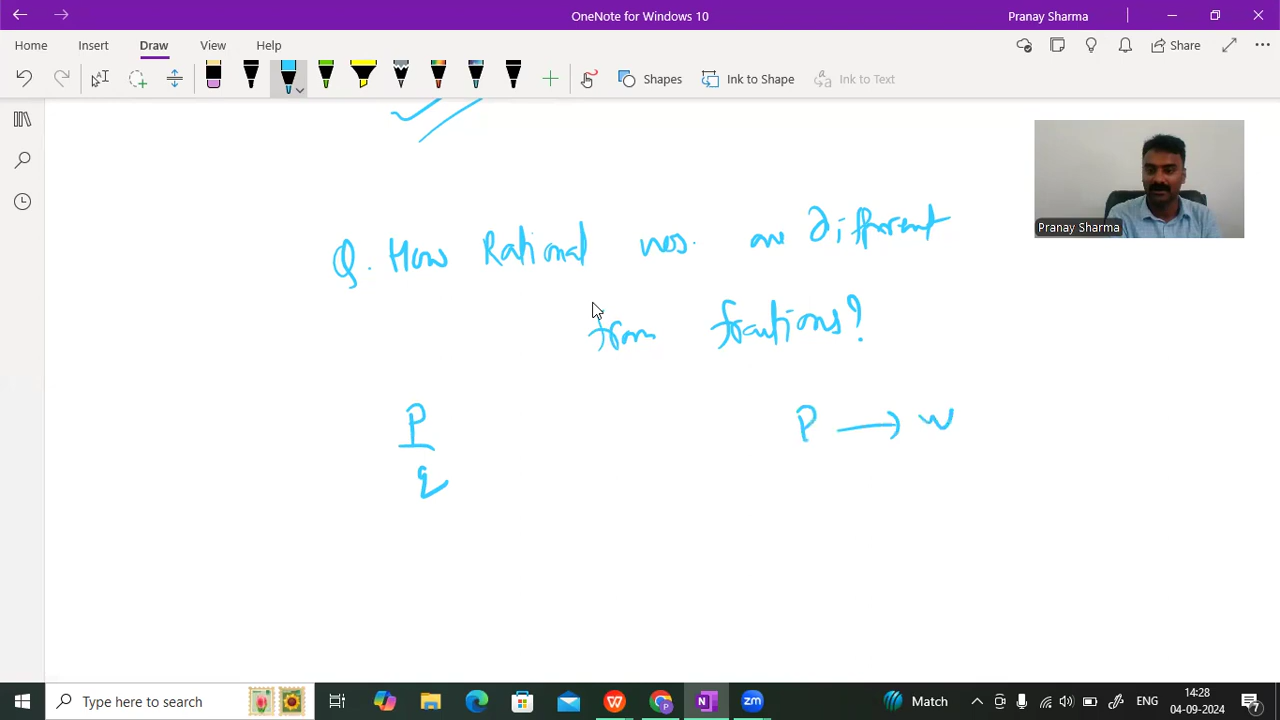 OneNote for Windows 10
Pranay Sharma
Home Insert Draw View Help
Share
Shapes Ink to Shape Ink to Text
Pranay Sharma
Q. How Rational nos. are different
from fractions?
P
q
P → W
Type here to search
Match
ENG
14:28
04-09-2024
7